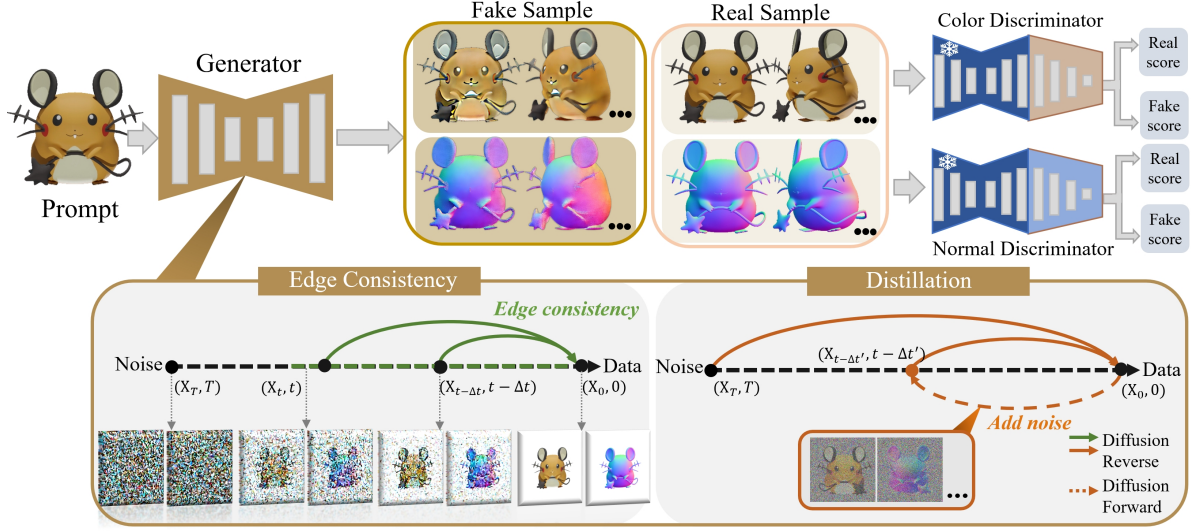 Fake Sample
Real Sample
Color Discriminator
Generator
Real
score
Fake
score
Prompt
Real
score
Fake
score
Normal Discriminator
Edge Consistency
Edge consistency
Noise
Data
(X_T, T)
(X_t, t)
(X_{t−Δt}, t − Δt)
(X_0, 0)
Distillation
(X_{t−Δt′}, t − Δt′)
Noise
Data
(X_T, T)
(X_0, 0)
Add noise
Diffusion
Reverse
Diffusion
Forward